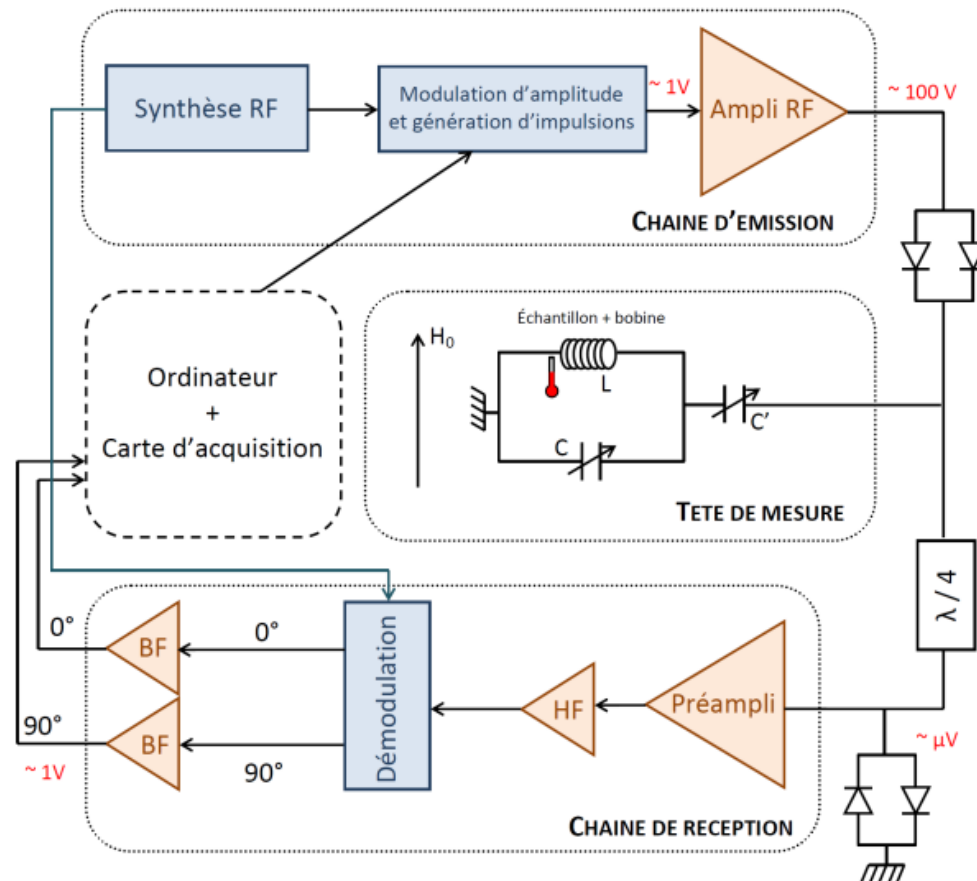 Synthèse RF
Modulation d'amplitude
et génération d'impulsions
~ 1V
Ampli RF
~ 100 V
CHAINE D'EMISSION
Ordinateur
+
Carte d'acquisition
H₀
Échantillon + bobine
L
C
C'
TETE DE MESURE
λ / 4
0°
BF
0°
90°
BF
90°
~ 1V
Démodulation
HF
Préampli
~ µV
CHAINE DE RECEPTION